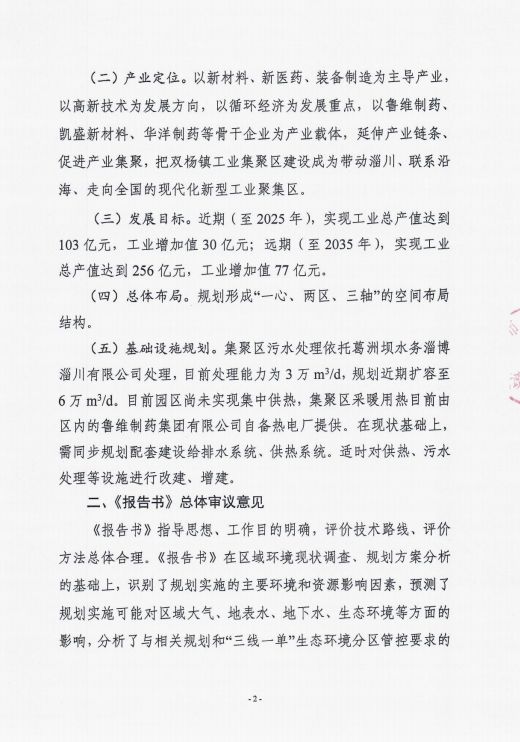 （二）产业定位。以新材料、新医药、装备制造为主导产业，
以高新技术为发展方向，以循环经济为发展重点，以鲁维制药、
凯盛新材料、华洋制药等骨干企业为产业载体，延伸产业链条、
促进产业集聚，把双杨镇工业集聚区建设成为带动淄川、联系沿
海、走向全国的现代化新型工业聚集区。
（三）发展目标。近期（至 2025 年），实现工业总产值达到
103 亿元，工业增加值 30 亿元；远期（至 2035 年），实现工业
总产值达到 256 亿元，工业增加值 77 亿元。
（四）总体布局。规划形成“一心、两区、三轴”的空间布局
结构。
（五）基础设施规划。集聚区污水处理依托葛洲坝水务淄博
淄川有限公司处理，目前处理能力为 3 万 m³/d，规划近期扩容至
6 万 m³/d。目前园区尚未实现集中供热，集聚区采暖用热目前由
区内的鲁维制药集团有限公司自备热电厂提供。在现状基础上，
需同步规划配套建设给排水系统、供热系统。适时对供热、污水
处理等设施进行改建、增建。
二、《报告书》总体审议意见
《报告书》指导思想、工作目的明确，评价技术路线、评价
方法总体合理。《报告书》在区域环境现状调查、规划方案分析
的基础上，识别了规划实施的主要环境和资源影响因素，预测了
规划实施可能对区域大气、地表水、地下水、生态环境等方面的
影响，分析了与相关规划和“三线一单”生态环境分区管控要求的
- 2 -